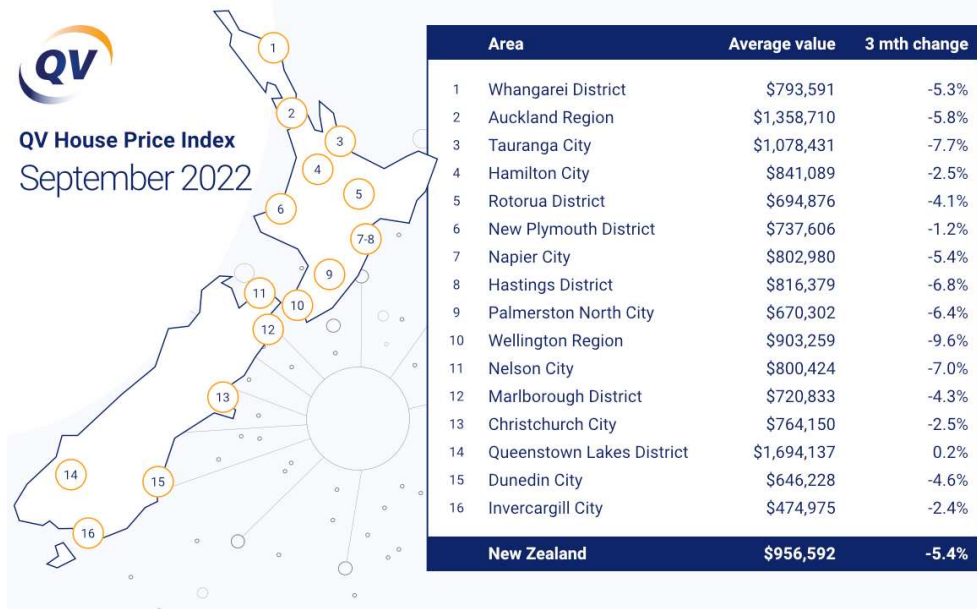 QV
QV House Price Index
September 2022
1
2
3
4
5
6
7-8
9
10
11
12
13
14
15
16
Area Average value 3 mth change
1 Whangarei District $793,591 -5.3%
2 Auckland Region $1,358,710 -5.8%
3 Tauranga City $1,078,431 -7.7%
4 Hamilton City $841,089 -2.5%
5 Rotorua District $694,876 -4.1%
6 New Plymouth District $737,606 -1.2%
7 Napier City $802,980 -5.4%
8 Hastings District $816,379 -6.8%
9 Palmerston North City $670,302 -6.4%
10 Wellington Region $903,259 -9.6%
11 Nelson City $800,424 -7.0%
12 Marlborough District $720,833 -4.3%
13 Christchurch City $764,150 -2.5%
14 Queenstown Lakes District $1,694,137 0.2%
15 Dunedin City $646,228 -4.6%
16 Invercargill City $474,975 -2.4%
New Zealand $956,592 -5.4%